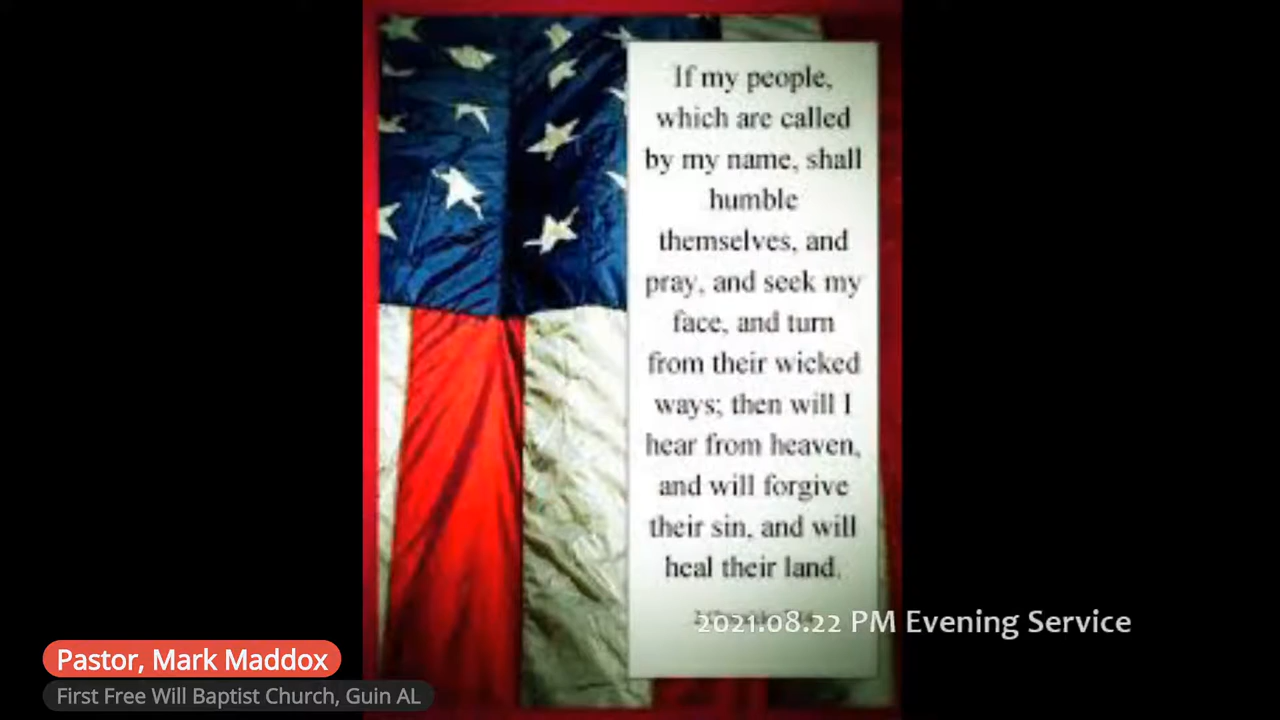 If my people,
which are called
by my name, shall
humble
themselves, and
pray, and seek my
face, and turn
from their wicked
ways; then will I
hear from heaven,
and will forgive
their sin, and will
heal their land.
2021.08.22 PM Evening Service
Pastor, Mark Maddox
First Free Will Baptist Church, Guin AL